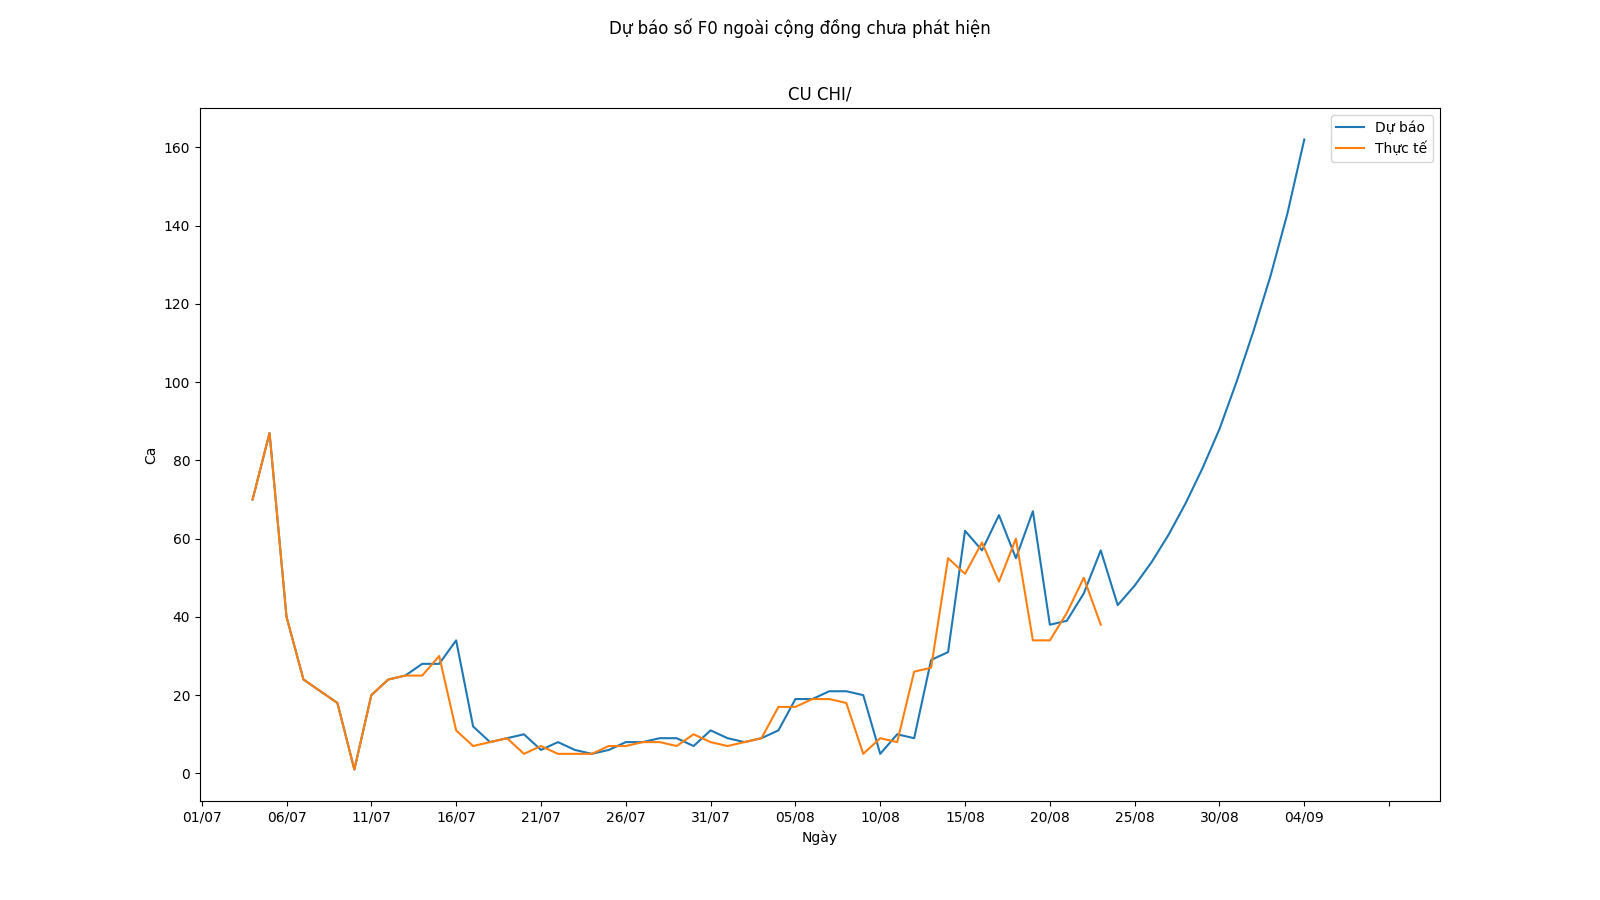 Dự báo số F0 ngoài cộng đồng chưa phát hiện
CU CHI/
Dự báo
Thực tế
160
140
120
100
80
60
40
20
0
Ca
01/07 06/07 11/07 16/07 21/07 26/07 31/07 05/08 10/08 15/08 20/08 25/08 30/08 04/09
Ngày